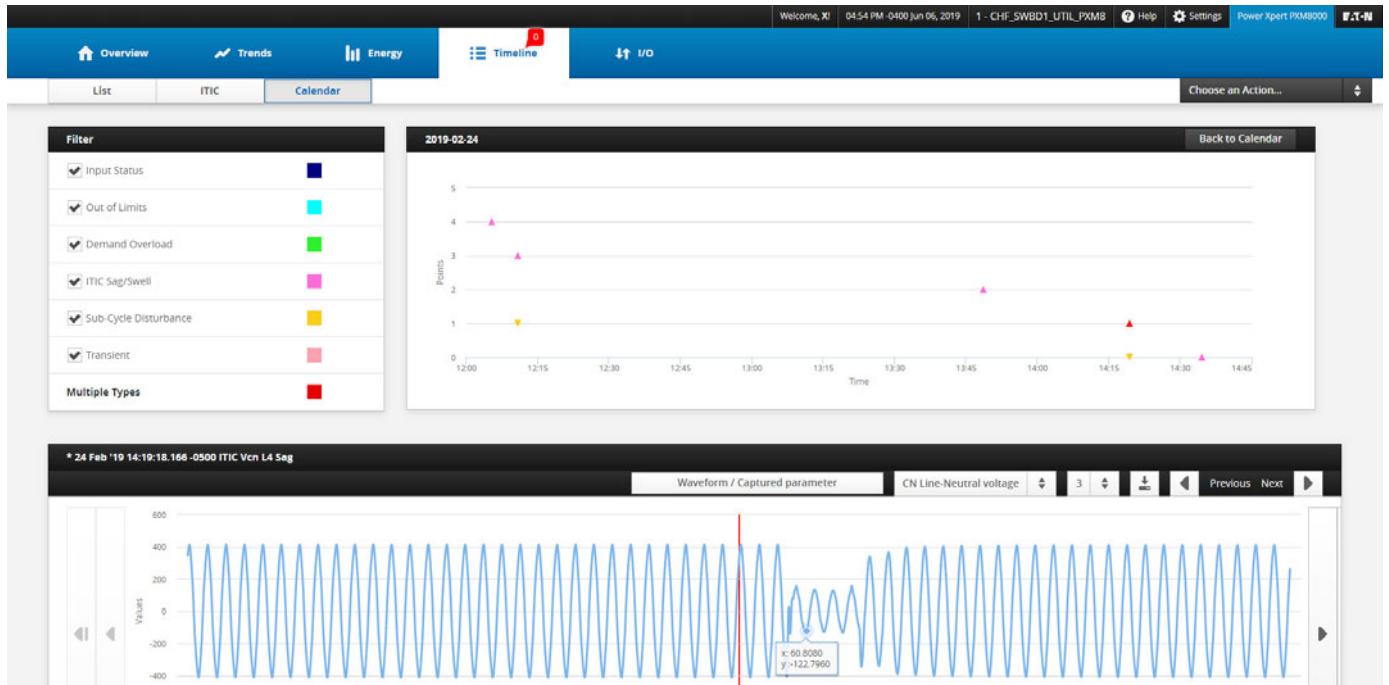 Welcome, X! 04:54 PM -0400 Jun 06, 2019 1 - CHF_SWBD1_UTIL_PXM8 Help Settings Power Xpert PXM8000 E·T·N
Overview Trends Energy Timeline 0 I/O
List ITIC Calendar Choose an Action...
Filter
Input Status
Out of Limits
Demand Overload
ITIC Sag/Swell
Sub-Cycle Disturbance
Transient
Multiple Types
2019-02-24 Back to Calendar
5
4
3
2
1
0
Points
12:00 12:15 12:30 12:45 13:00 13:15 13:30 13:45 14:00 14:15 14:30 14:45
Time
* 24 Feb '19 14:19:18.166 -0500 ITIC Vcn L4 Sag
Waveform / Captured parameter CN Line-Neutral voltage 3 Previous Next
600
400
200
0
-200
-400
Values
x: 60.8080
y :-122.7960